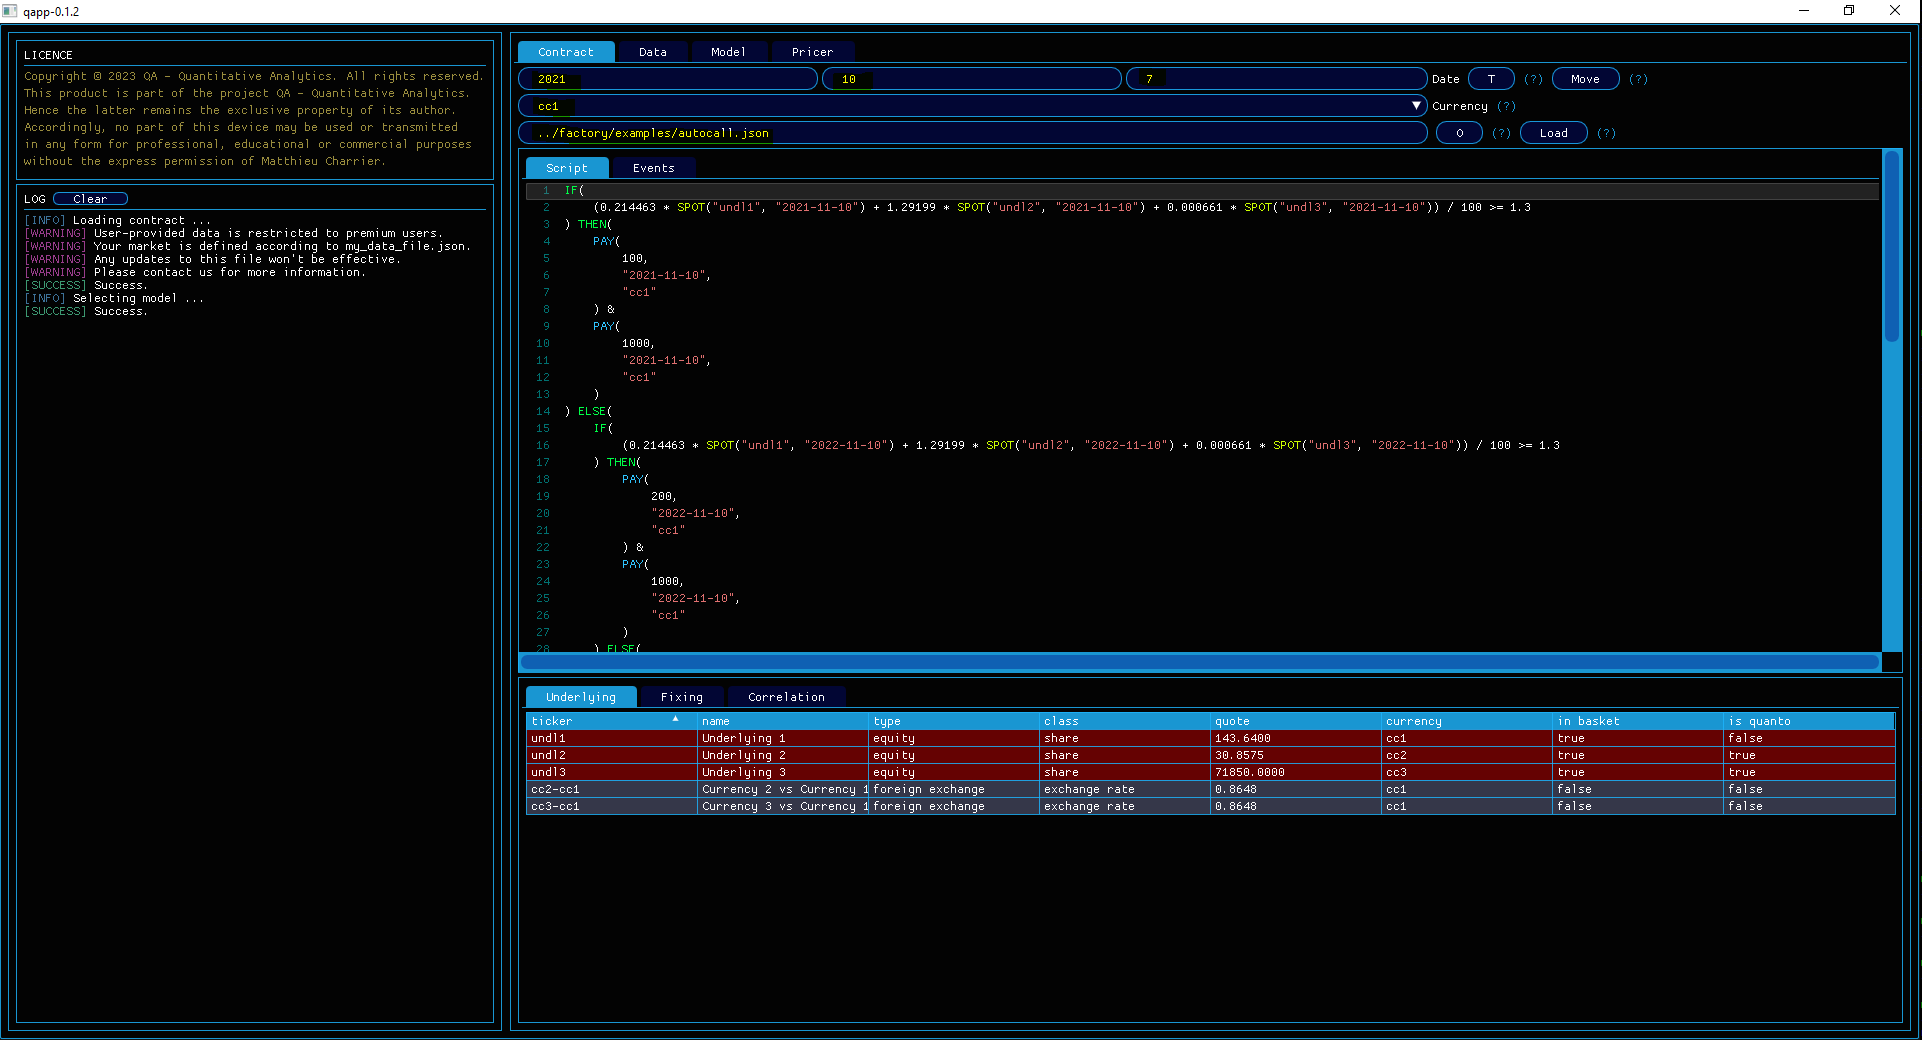 qapp-0.1.2
LICENCE
Copyright © 2023 QA - Quantitative Analytics. All rights reserved.
This product is part of the project QA - Quantitative Analytics.
Hence the latter remains the exclusive property of its author.
Accordingly, no part of this device may be used or transmitted
in any form for professional, educational or commercial purposes
without the express permission of Matthieu Charrier.
LOG Clear
[INFO] Loading contract ...
[WARNING] User-provided data is restricted to premium users.
[WARNING] Your market is defined according to my_data_file.json.
[WARNING] Any updates to this file won't be effective.
[WARNING] Please contact us for more information.
[SUCCESS] Success.
[INFO] Selecting model ...
[SUCCESS] Success.
Contract Data Model Pricer
2021 10 7 Date T (?) Move (?)
cc1 Currency (?)
../factory/examples/autocall.json O (?) Load (?)
Script Events
1 IF(
2 (0.214463 * SPOT("undl1", "2021-11-10") + 1.29199 * SPOT("undl2", "2021-11-10") + 0.000661 * SPOT("undl3", "2021-11-10")) / 100 >= 1.3
3 ) THEN(
4 PAY(
5 100,
6 "2021-11-10",
7 "cc1"
8 ) &
9 PAY(
10 1000,
11 "2021-11-10",
12 "cc1"
13 )
14 ) ELSE(
15 IF(
16 (0.214463 * SPOT("undl1", "2022-11-10") + 1.29199 * SPOT("undl2", "2022-11-10") + 0.000661 * SPOT("undl3", "2022-11-10")) / 100 >= 1.3
17 ) THEN(
18 PAY(
19 200,
20 "2022-11-10",
21 "cc1"
22 ) &
23 PAY(
24 1000,
25 "2022-11-10",
26 "cc1"
27 )
28 ) ELSE(
Underlying Fixing Correlation
ticker name type class quote currency in basket is quanto
undl1 Underlying 1 equity share 143.6400 cc1 true false
undl2 Underlying 2 equity share 30.8575 cc2 true true
undl3 Underlying 3 equity share 71850.0000 cc3 true true
cc2-cc1 Currency 2 vs Currency 1 foreign exchange exchange rate 0.8648 cc1 false false
cc3-cc1 Currency 3 vs Currency 1 foreign exchange exchange rate 0.8648 cc1 false false